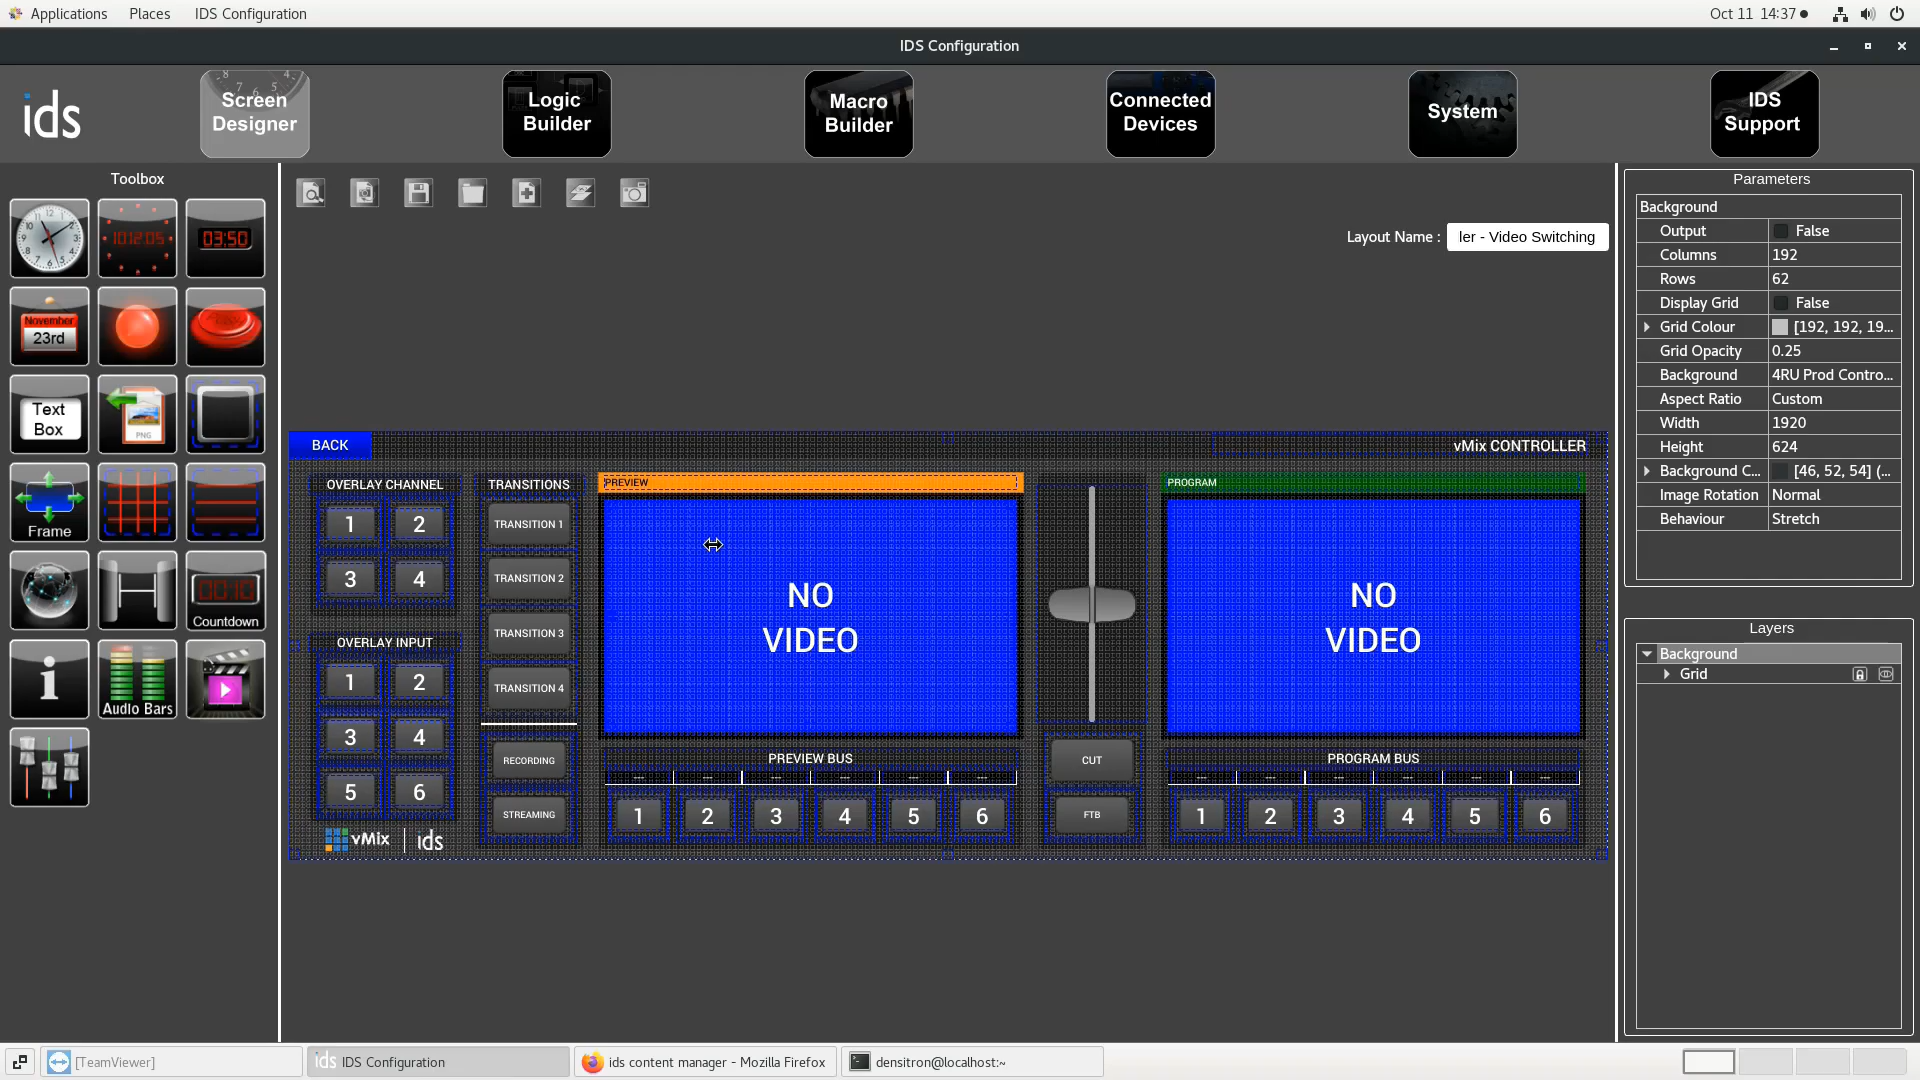 Applications Places IDS Configuration
Oct 11 14:37
IDS Configuration
ids
Screen
Designer
Logic
Builder
Macro
Builder
Connected
Devices
System
IDS
Support
Toolbox
03:50
November
23rd
Text
Box
PNG
Frame
Countdown
i
Audio Bars
Layout Name : ler - Video Switching
BACK
vMix CONTROLLER
OVERLAY CHANNEL
1 2
3 4
OVERLAY INPUT
1 2
3 4
5 6
vMix ids
TRANSITIONS
TRANSITION 1
TRANSITION 2
TRANSITION 3
TRANSITION 4
RECORDING
STREAMING
PREVIEW
NO
VIDEO
PREVIEW BUS
--- --- --- --- --- ---
1 2 3 4 5 6
CUT
FTB
PROGRAM
NO
VIDEO
PROGRAM BUS
--- --- --- --- --- ---
1 2 3 4 5 6
Parameters
Background
Output False
Columns 192
Rows 62
Display Grid False
Grid Colour [192, 192, 19...
Grid Opacity 0.25
Background 4RU Prod Contro...
Aspect Ratio Custom
Width 1920
Height 624
Background C... [46, 52, 54] (...
Image Rotation Normal
Behaviour Stretch
Layers
Background
Grid
[TeamViewer]
ids IDS Configuration
ids content manager - Mozilla Firefox
densitron@localhost:~